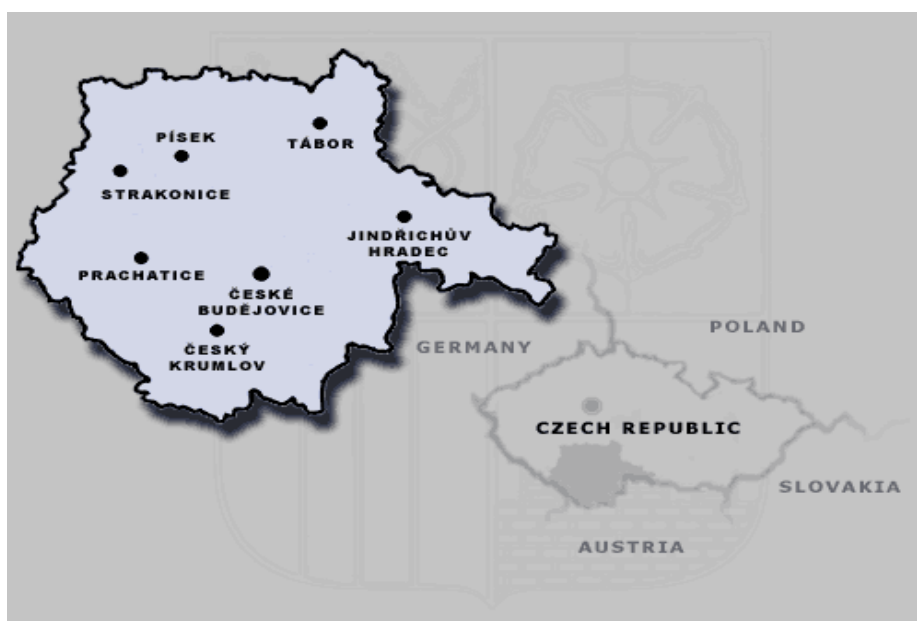 PÍSEK
TÁBOR
STRAKONICE
JINDŘICHŮV
HRADEC
PRACHATICE
ČESKÉ
BUDĚJOVICE
ČESKÝ
KRUMLOV
GERMANY
POLAND
CZECH REPUBLIC
SLOVAKIA
AUSTRIA